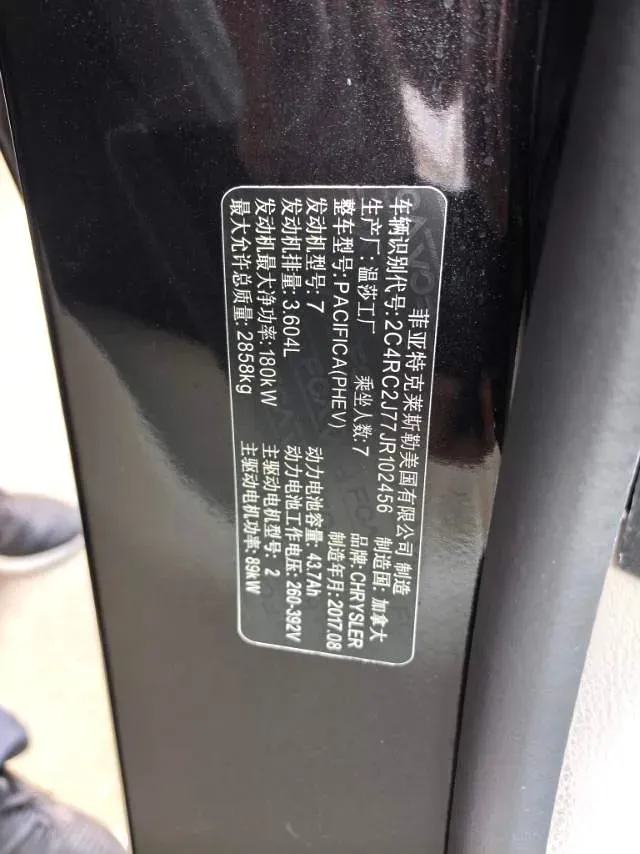 菲亚特克莱斯勒美国有限公司 制造
车辆识别代号:2C4RC2J77JR102456 制造国:加拿大
生产厂:温莎工厂 乘坐人数:7 品牌:CHRYSLER
整车型号:PACIFICA(PHEV) 制造年月:2017.08
发动机型号:7 动力电池容量:43.7Ah
发动机排量:3.604L 动力电池工作电压:260-392V
发动机最大净功率:180kW 主驱动电机型号:2
最大允许总质量:2858kg 主驱动电机功率:89kW